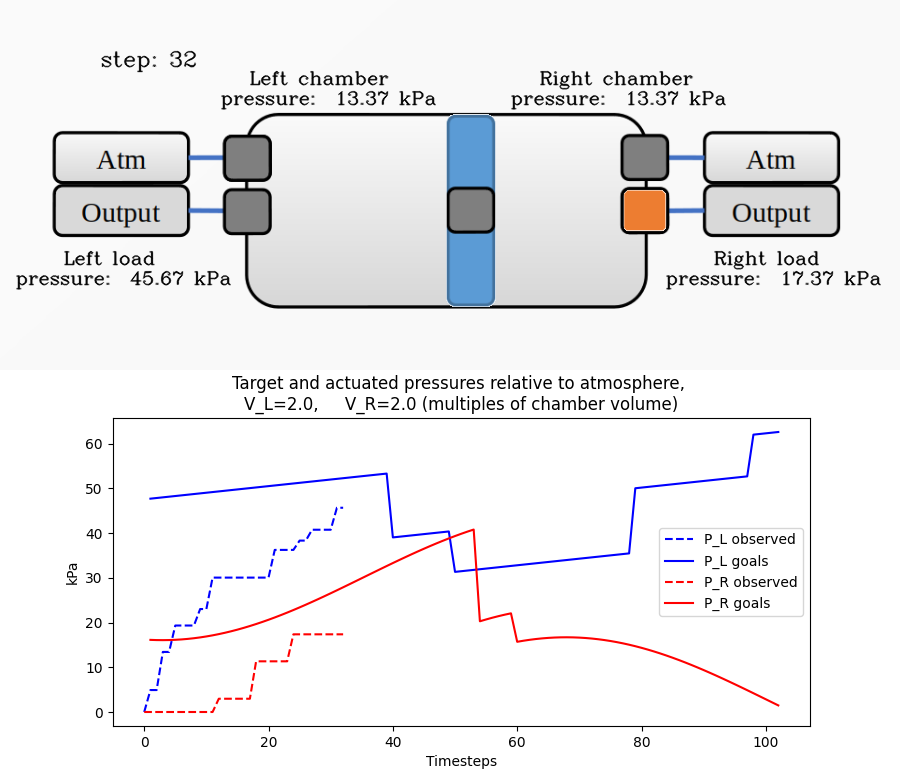 step: 32
Left chamber
pressure: 13.37 kPa
Right chamber
pressure: 13.37 kPa
Atm
Atm
Output
Output
Left load
pressure: 45.67 kPa
Right load
pressure: 17.37 kPa
Target and actuated pressures relative to atmosphere,
V_L=2.0, V_R=2.0 (multiples of chamber volume)
kPa
60
50
40
30
20
10
0
P_L observed
P_L goals
P_R observed
P_R goals
0 20 40 60 80 100
Timesteps